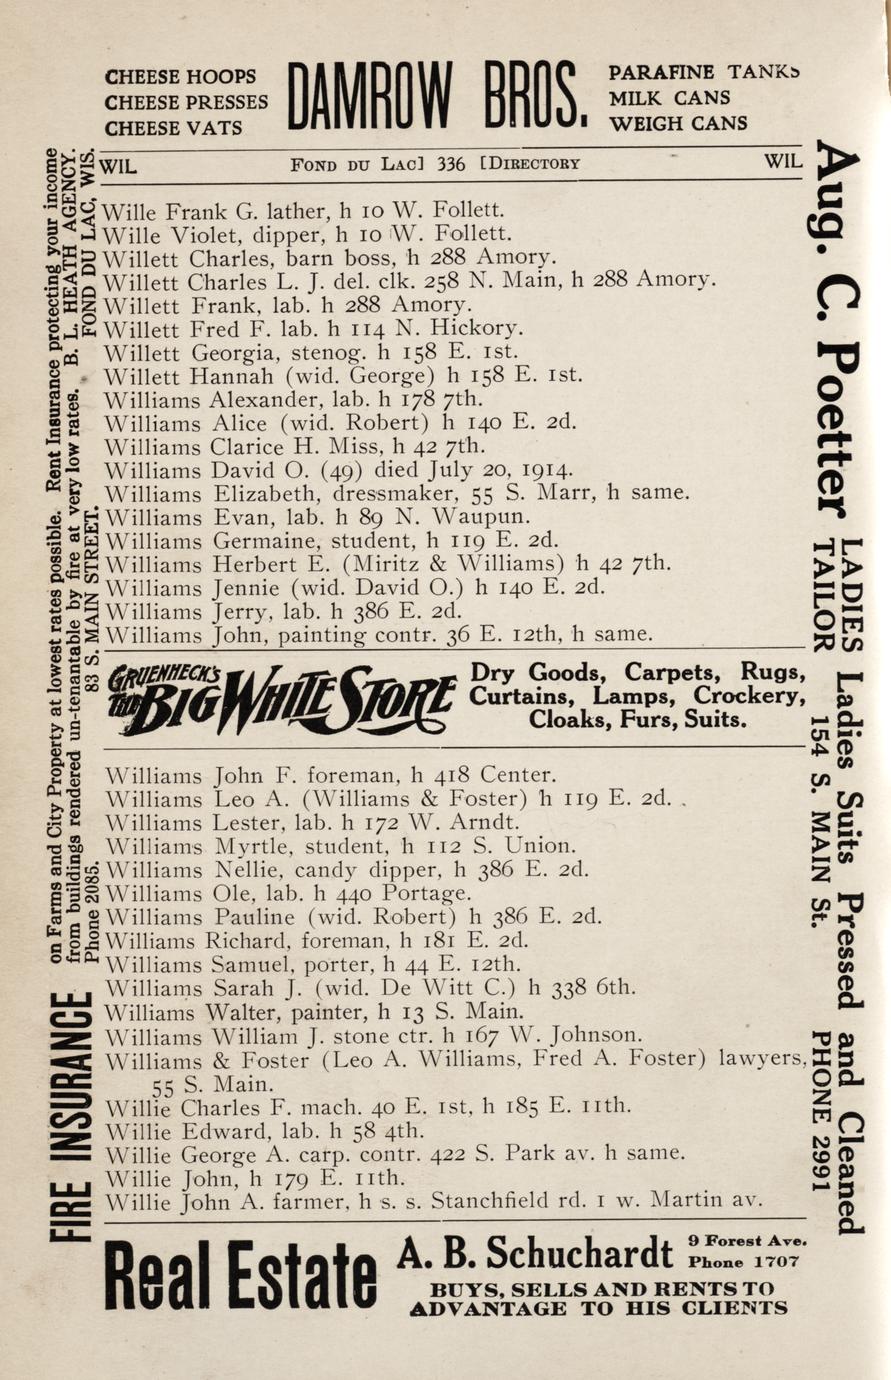 CHEESE HOOPS
CHEESE PRESSES
CHEESE VATS
DAMROW BROS.
PARAFINE TANKS
MILK CANS
WEIGH CANS
WIL FOND DU LAC] 336 [DIRECTORY WIL
Wille Frank G. lather, h 10 W. Follett.
Wille Violet, dipper, h 10 W. Follett.
Willett Charles, barn boss, h 288 Amory.
Willett Charles L. J. del. clk. 258 N. Main, h 288 Amory.
Willett Frank, lab. h 288 Amory.
Willett Fred F. lab. h 114 N. Hickory.
Willett Georgia, stenog. h 158 E. 1st.
Willett Hannah (wid. George) h 158 E. 1st.
Williams Alexander, lab. h 178 7th.
Williams Alice (wid. Robert) h 140 E. 2d.
Williams Clarice H. Miss, h 42 7th.
Williams David O. (49) died July 20, 1914.
Williams Elizabeth, dressmaker, 55 S. Marr, h same.
Williams Evan, lab. h 89 N. Waupun.
Williams Germaine, student, h 119 E. 2d.
Williams Herbert E. (Miritz & Williams) h 42 7th.
Williams Jennie (wid. David O.) h 140 E. 2d.
Williams Jerry, lab. h 386 E. 2d.
Williams John, painting contr. 36 E. 12th, h same.
GRUENHECK'S
THE BIG WHITE STORE
Dry Goods, Carpets, Rugs,
Curtains, Lamps, Crockery,
Cloaks, Furs, Suits.
Williams John F. foreman, h 418 Center.
Williams Leo A. (Williams & Foster) h 119 E. 2d.
Williams Lester, lab. h 172 W. Arndt.
Williams Myrtle, student, h 112 S. Union.
Williams Nellie, candy dipper, h 386 E. 2d.
Williams Ole, lab. h 440 Portage.
Williams Pauline (wid. Robert) h 386 E. 2d.
Williams Richard, foreman, h 181 E. 2d.
Williams Samuel, porter, h 44 E. 12th.
Williams Sarah J. (wid. De Witt C.) h 338 6th.
Williams Walter, painter, h 13 S. Main.
Williams William J. stone ctr. h 167 W. Johnson.
Williams & Foster (Leo A. Williams, Fred A. Foster) lawyers,
55 S. Main.
Willie Charles F. mach. 40 E. 1st, h 185 E. 11th.
Willie Edward, lab. h 58 4th.
Willie George A. carp. contr. 422 S. Park av. h same.
Willie John, h 179 E. 11th.
Willie John A. farmer, h s. s. Stanchfield rd. 1 w. Martin av.
Real Estate
A. B. Schuchardt
9 Forest Ave.
Phone 1707
BUYS, SELLS AND RENTS TO
ADVANTAGE TO HIS CLIENTS
FIRE INSURANCE
on Farms and City Property at lowest rates possible. Rent Insurance protecting your income
from buildings rendered un-tenantable by fire at very low rates. B. L. HEATH AGENCY.
Phone 2085. 83 S. MAIN STREET. FOND DU LAC, WIS.
Aug. C. Poetter
LADIES
TAILOR
Ladies Suits Pressed and Cleaned
154 S. MAIN St. PHONE 2991